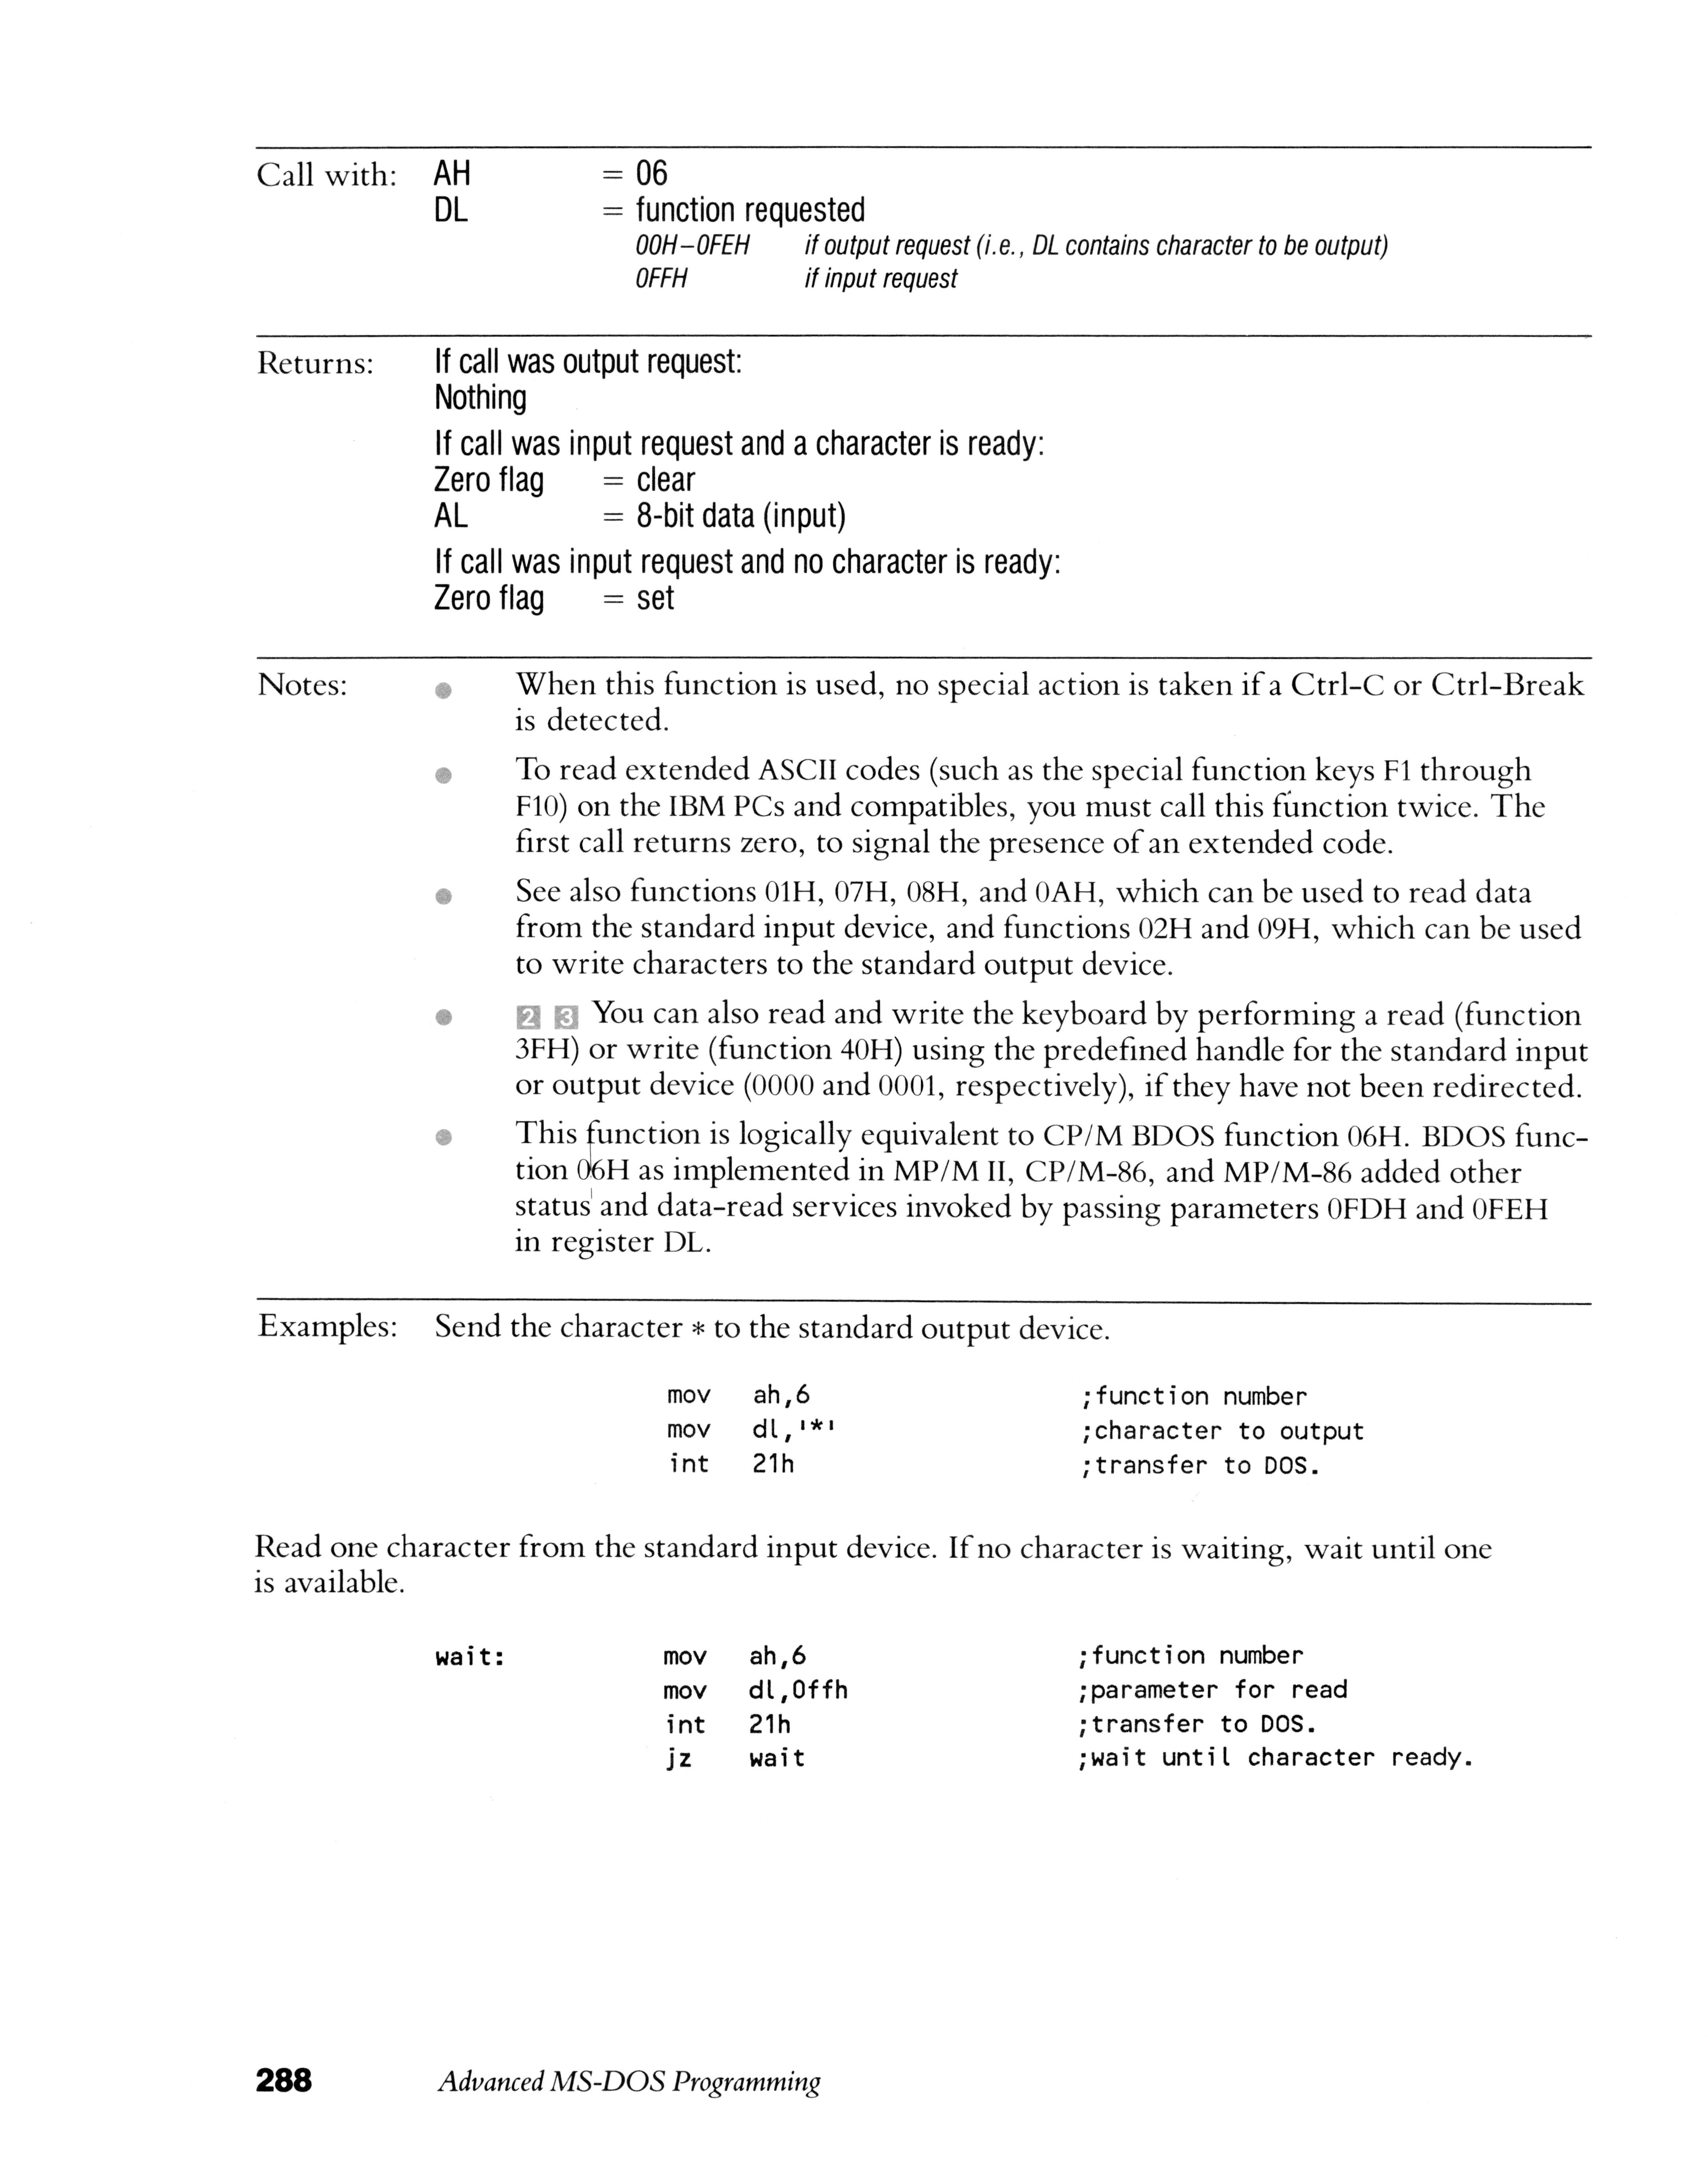 Call with: AH = 06
DL = function requested
00H–0FEH if output request (i.e., DL contains character to be output)
0FFH if input request
Returns: If call was output request:
Nothing
If call was input request and a character is ready:
Zero flag = clear
AL = 8-bit data (input)
If call was input request and no character is ready:
Zero flag = set
Notes: ● When this function is used, no special action is taken if a Ctrl-C or Ctrl-Break
is detected.
● To read extended ASCII codes (such as the special function keys F1 through
F10) on the IBM PCs and compatibles, you must call this function twice. The
first call returns zero, to signal the presence of an extended code.
● See also functions 01H, 07H, 08H, and 0AH, which can be used to read data
from the standard input device, and functions 02H and 09H, which can be used
to write characters to the standard output device.
● 2 3 You can also read and write the keyboard by performing a read (function
3FH) or write (function 40H) using the predefined handle for the standard input
or output device (0000 and 0001, respectively), if they have not been redirected.
● This function is logically equivalent to CP/M BDOS function 06H. BDOS func-
tion 06H as implemented in MP/M II, CP/M-86, and MP/M-86 added other
status and data-read services invoked by passing parameters 0FDH and 0FEH
in register DL.
Examples: Send the character * to the standard output device.
mov ah,6 ;function number
mov dl,'*' ;character to output
int 21h ;transfer to DOS.
Read one character from the standard input device. If no character is waiting, wait until one
is available.
wait: mov ah,6 ;function number
mov dl,0ffh ;parameter for read
int 21h ;transfer to DOS.
jz wait ;wait until character ready.
288 Advanced MS-DOS Programming